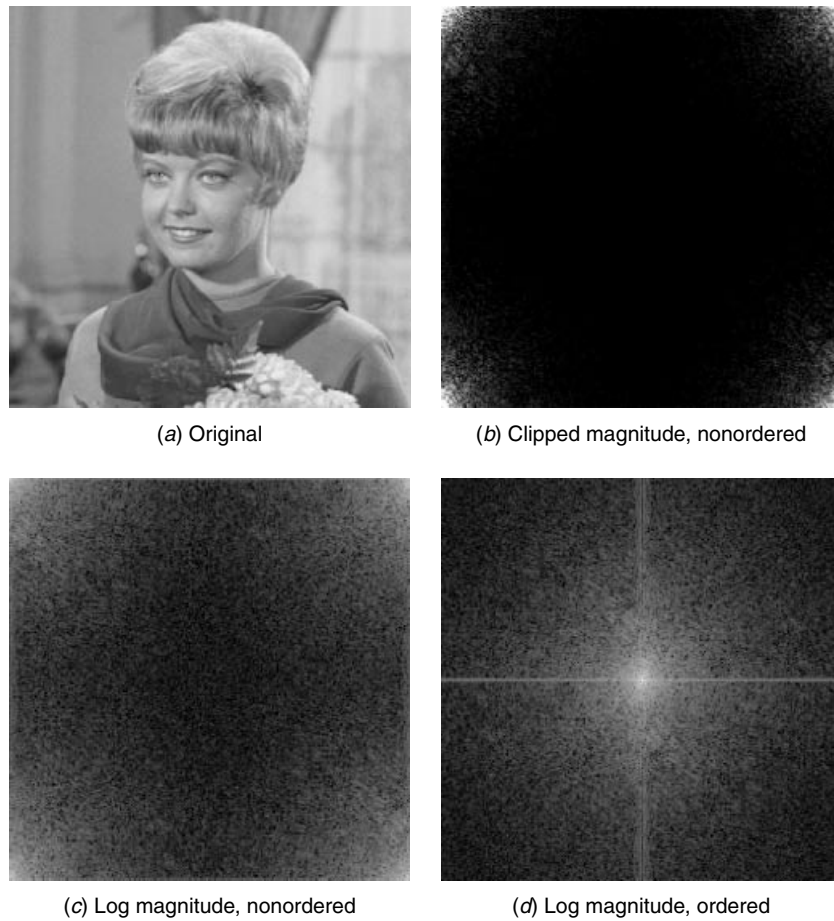 (a) Original
(b) Clipped magnitude, nonordered
(c) Log magnitude, nonordered
(d) Log magnitude, ordered